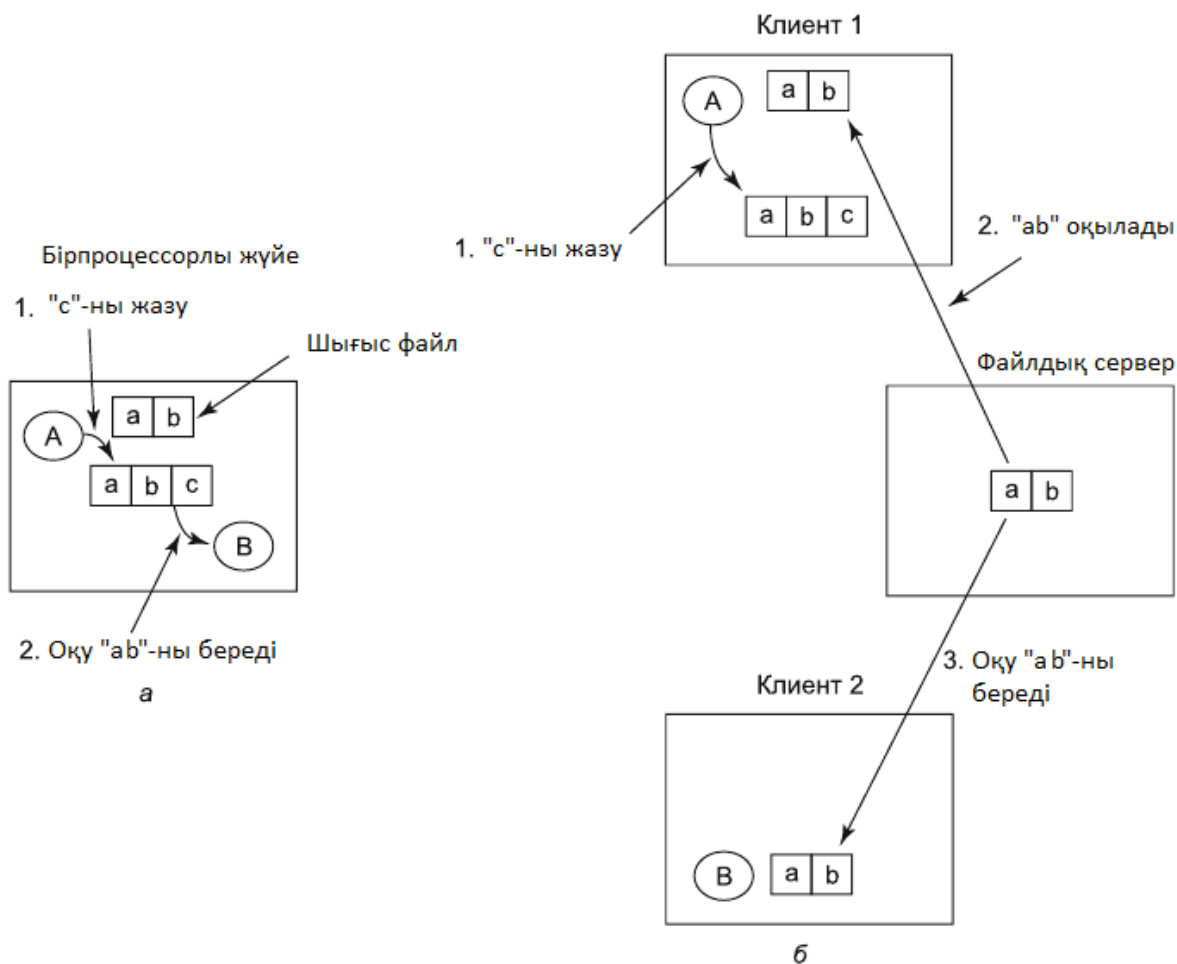 Бірпроцессорлы жүйе
1. "с"-ны жазу
Шығыс файл
A
a b
a b c
B
2. Оқу "ab"-ны береді
а
Клиент 1
A
a b
a b c
1. "с"-ны жазу
2. "ab" оқылады
Файлдық сервер
a b
3. Оқу "ab"-ны
береді
Клиент 2
B
a b
б